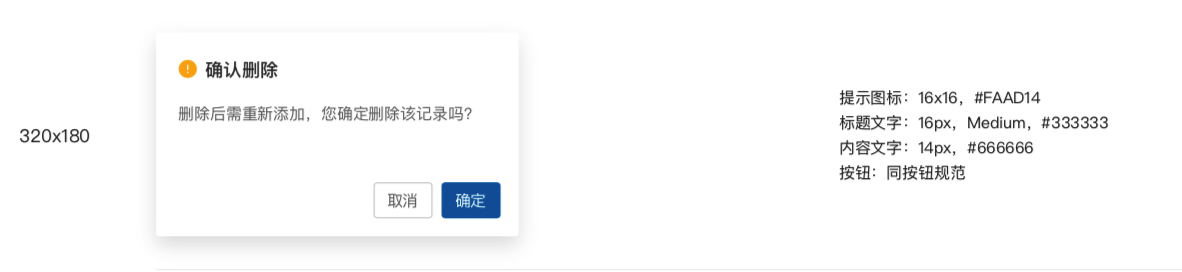 确认删除
删除后需重新添加，您确定删除该记录吗?
320x180
取消
确定
提示图标：16x16，#FAAD14
标题文字：16px，Medium，#333333
内容文字：14px，#666666
按钮：同按钮规范